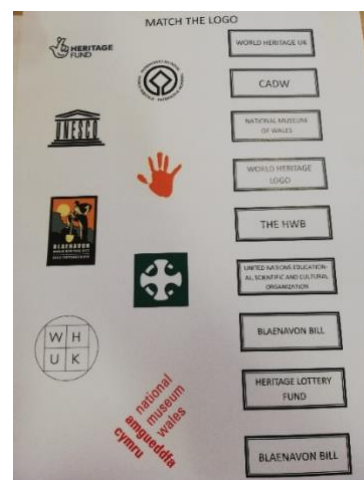 MATCH THE LOGO
HERITAGE
FUND
WORLD HERITAGE UK
CADW
UNESCO
NATIONAL MUSEUM
OF WALES
WORLD HERITAGE
LOGO
BLAENAVON
THE HWB
UNITED NATIONS EDUCATION-
AL, SCIENTIFIC AND CULTURAL
ORGANIZATION
W H
U K
BLAENAVON BILL
national
museum
wales
amgueddfa
cymru
HERITAGE LOTTERY
FUND
BLAENAVON BILL